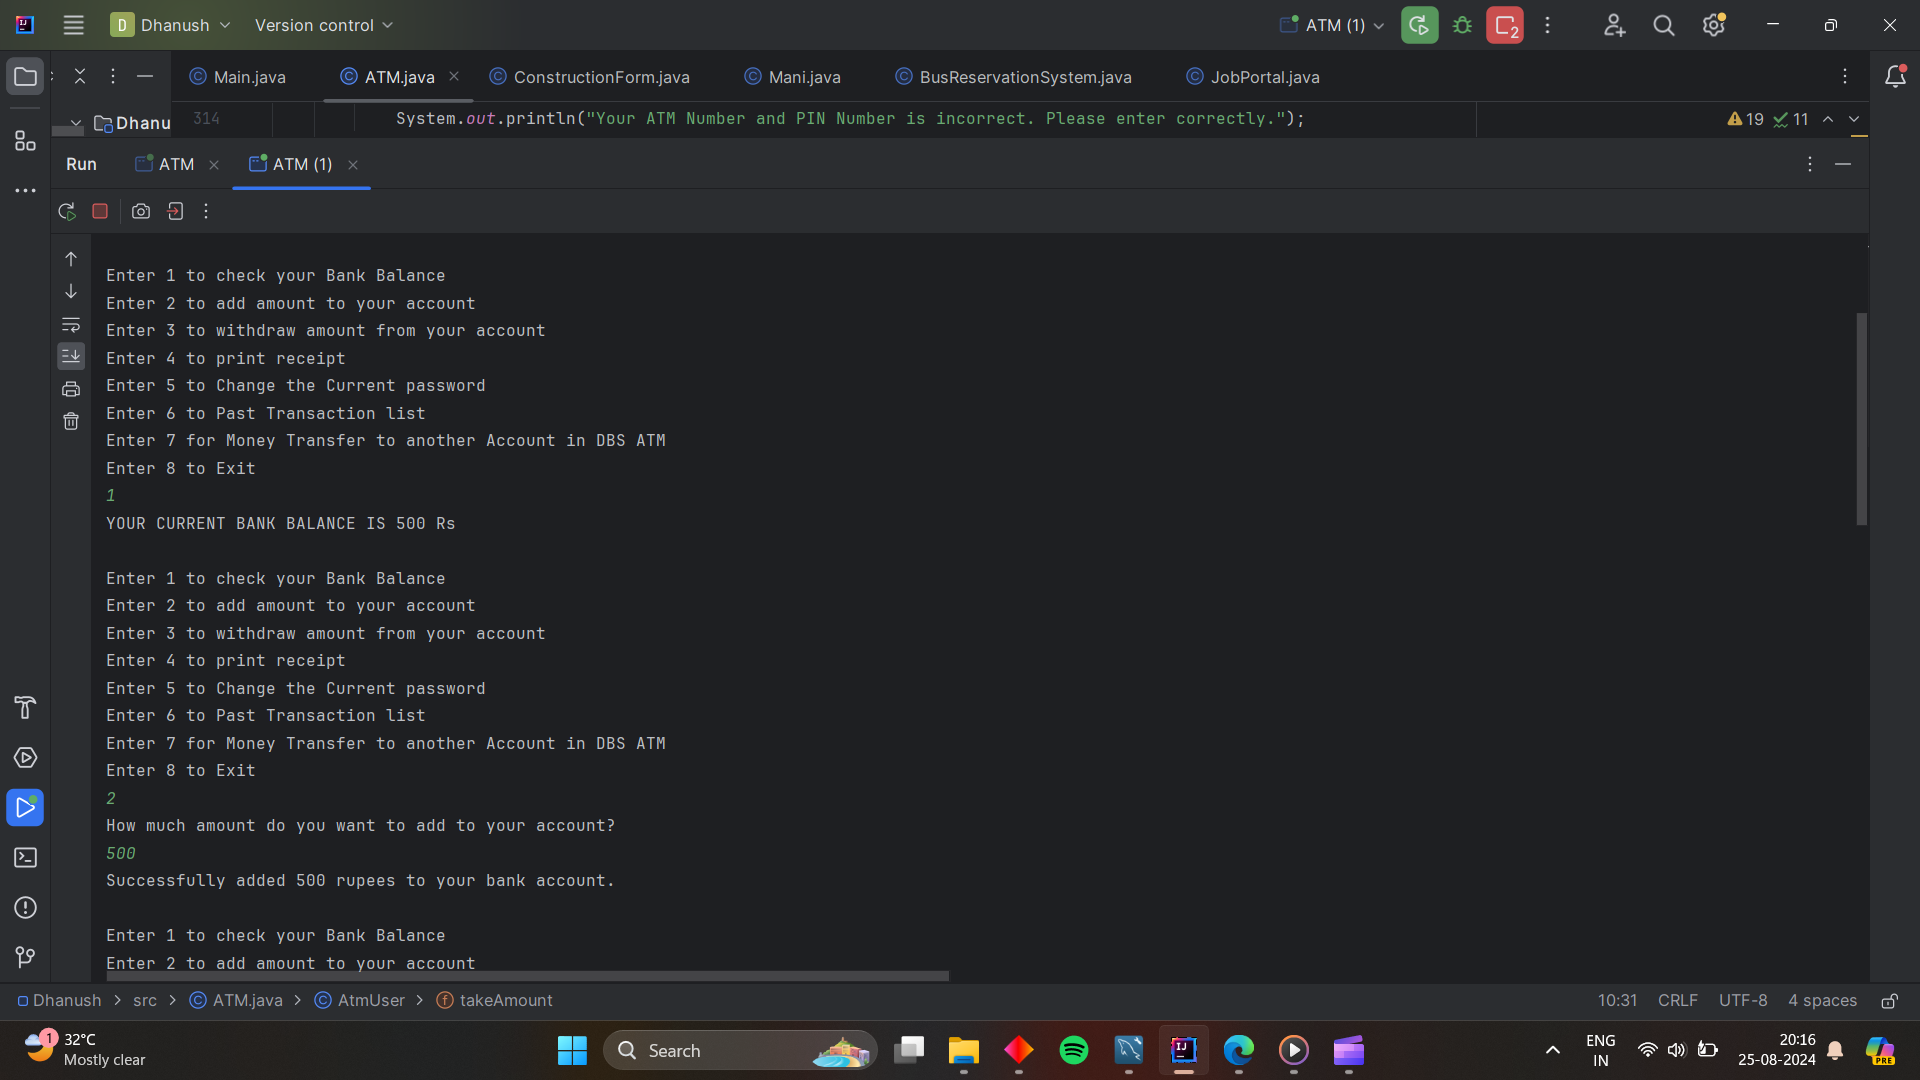 D Dhanush Version control ATM (1) 2
Main.java ATM.java ConstructionForm.java Mani.java BusReservationSystem.java JobPortal.java
Dhanu 314 System.out.println("Your ATM Number and PIN Number is incorrect. Please enter correctly."); 19 11
Run ATM ATM (1)
Enter 1 to check your Bank Balance
Enter 2 to add amount to your account
Enter 3 to withdraw amount from your account
Enter 4 to print receipt
Enter 5 to Change the Current password
Enter 6 to Past Transaction list
Enter 7 for Money Transfer to another Account in DBS ATM
Enter 8 to Exit
1
YOUR CURRENT BANK BALANCE IS 500 Rs
Enter 1 to check your Bank Balance
Enter 2 to add amount to your account
Enter 3 to withdraw amount from your account
Enter 4 to print receipt
Enter 5 to Change the Current password
Enter 6 to Past Transaction list
Enter 7 for Money Transfer to another Account in DBS ATM
Enter 8 to Exit
2
How much amount do you want to add to your account?
500
Successfully added 500 rupees to your bank account.
Enter 1 to check your Bank Balance
Enter 2 to add amount to your account
Dhanush > src > ATM.java > AtmUser > takeAmount 10:31 CRLF UTF-8 4 spaces
1 32°C Search ENG 20:16
Mostly clear IN 25-08-2024 PRE